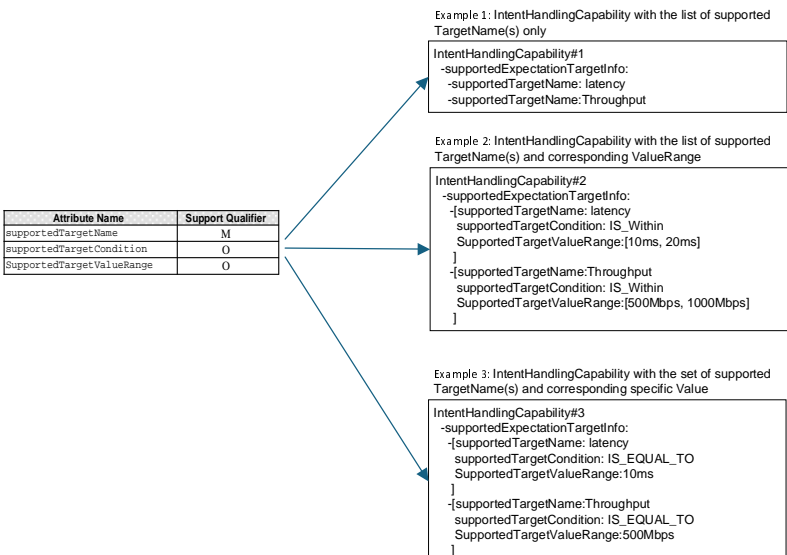 Example 1: IntentHandlingCapability with the list of supported
TargetName(s) only
IntentHandlingCapability#1
-supportedExpectationTargetInfo:
-supportedTargetName: latency
-supportedTargetName:Throughput
Example 2: IntentHandlingCapability with the list of supported
TargetName(s) and corresponding ValueRange
IntentHandlingCapability#2
-supportedExpectationTargetInfo:
-[supportedTargetName: latency
supportedTargetCondition: IS_Within
SupportedTargetValueRange:[10ms, 20ms]
]
-[supportedTargetName:Throughput
supportedTargetCondition: IS_Within
SupportedTargetValueRange:[500Mbps, 1000Mbps]
]
Attribute Name Support Qualifier
supportedTargetName M
supportedTargetCondition O
SupportedTargetValueRange O
Example 3: IntentHandlingCapability with the set of supported
TargetName(s) and corresponding specific Value
IntentHandlingCapability#3
-supportedExpectationTargetInfo:
-[supportedTargetName: latency
supportedTargetCondition: IS_EQUAL_TO
SupportedTargetValueRange:10ms
]
-[supportedTargetName:Throughput
supportedTargetCondition: IS_EQUAL_TO
SupportedTargetValueRange:500Mbps
]